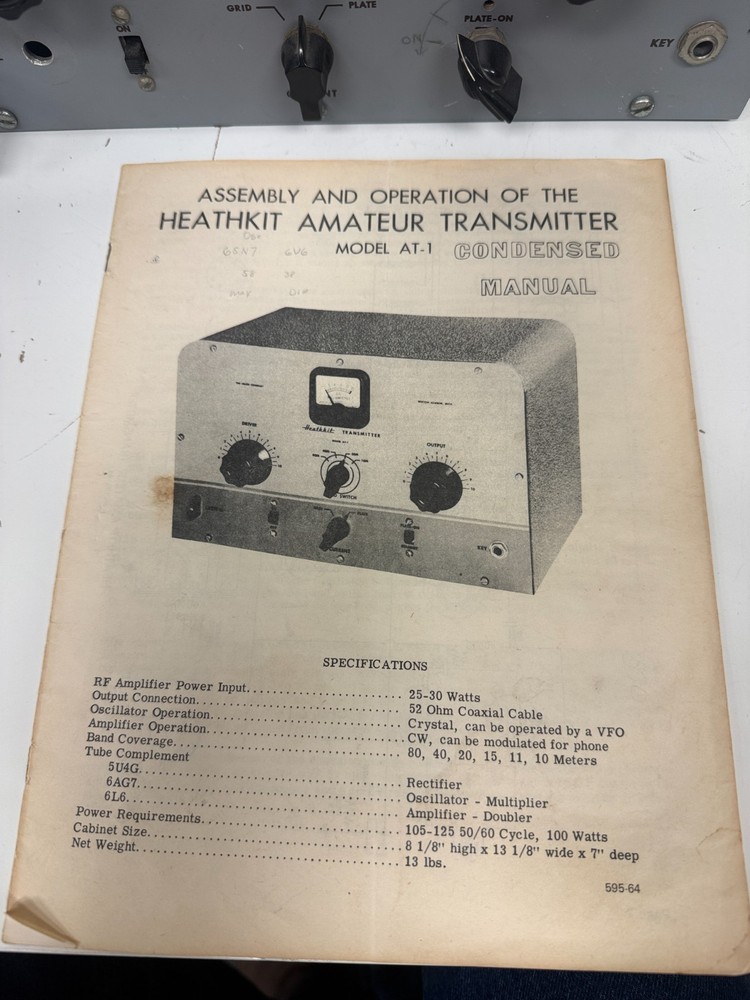 GRID PLATE
PLATE-ON
ON
ON
KEY
ASSEMBLY AND OPERATION OF THE
HEATHKIT AMATEUR TRANSMITTER
MODEL AT-1 CONDENSED
MANUAL
Osc
6SN7 6V6
Heathkit TRANSMITTER
DRIVER
OUTPUT
SWITCH
KEY
SPECIFICATIONS
RF Amplifier Power Input........................ 25-30 Watts
Output Connection............................... 52 Ohm Coaxial Cable
Oscillator Operation............................ Crystal, can be operated by a VFO
Amplifier Operation............................. CW, can be modulated for phone
Band Coverage................................... 80, 40, 20, 15, 11, 10 Meters
Tube Complement
5U4G............................................ Rectifier
6AG7............................................ Oscillator - Multiplier
6L6............................................. Amplifier - Doubler
Power Requirements.............................. 105-125 50/60 Cycle, 100 Watts
Cabinet Size.................................... 8 1/8" high x 13 1/8" wide x 7" deep
Net Weight...................................... 13 lbs.
595-64